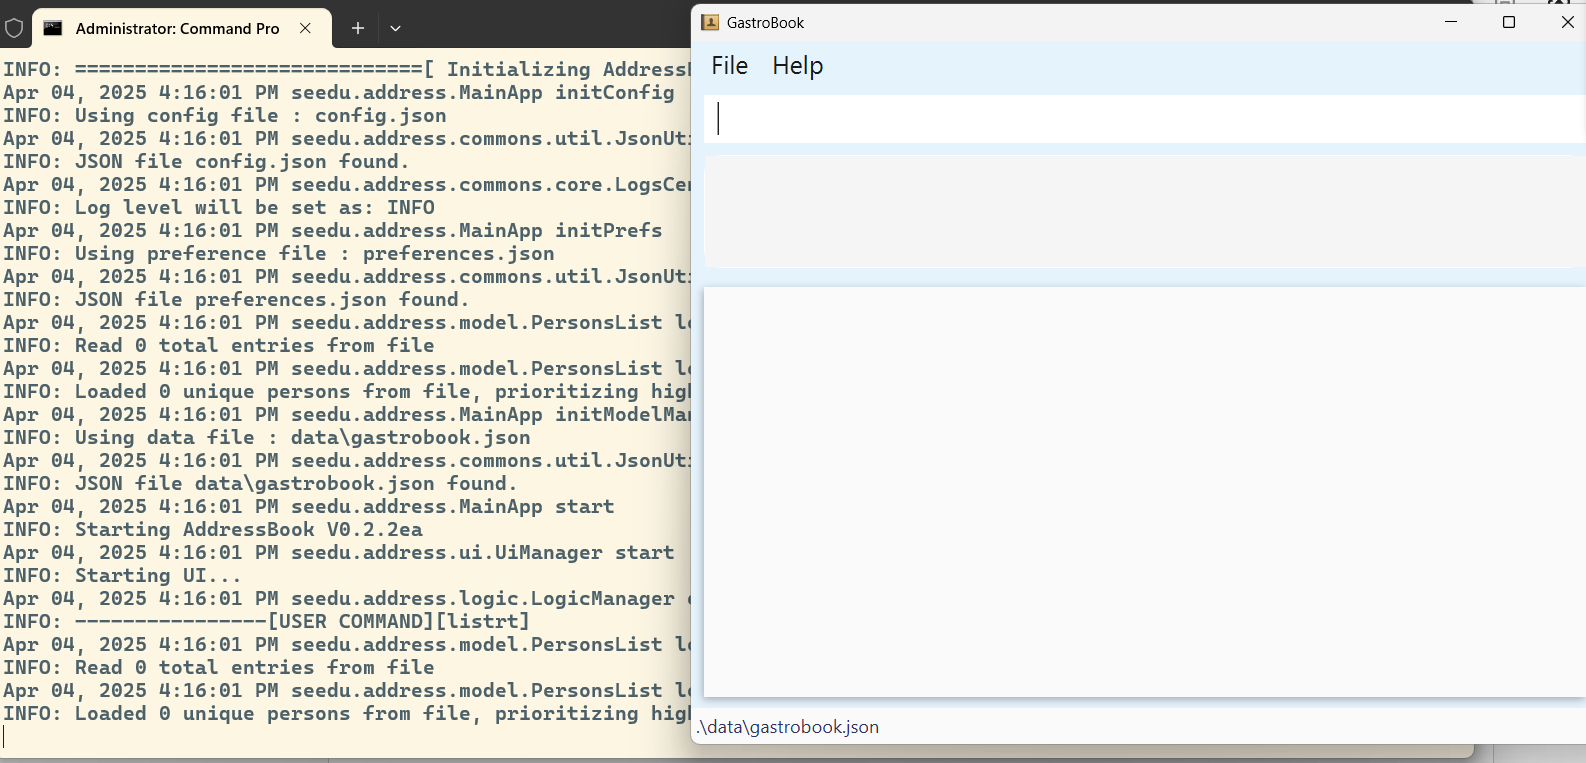 Administrator: Command Pro
INFO: =============================[ Initializing Address
Apr 04, 2025 4:16:01 PM seedu.address.MainApp initConfig
INFO: Using config file : config.json
Apr 04, 2025 4:16:01 PM seedu.address.commons.util.JsonUt
INFO: JSON file config.json found.
Apr 04, 2025 4:16:01 PM seedu.address.commons.core.LogsCe
INFO: Log level will be set as: INFO
Apr 04, 2025 4:16:01 PM seedu.address.MainApp initPrefs
INFO: Using preference file : preferences.json
Apr 04, 2025 4:16:01 PM seedu.address.commons.util.JsonUt
INFO: JSON file preferences.json found.
Apr 04, 2025 4:16:01 PM seedu.address.model.PersonsList l
INFO: Read 0 total entries from file
Apr 04, 2025 4:16:01 PM seedu.address.model.PersonsList l
INFO: Loaded 0 unique persons from file, prioritizing hig
Apr 04, 2025 4:16:01 PM seedu.address.MainApp initModelMa
INFO: Using data file : data\gastrobook.json
Apr 04, 2025 4:16:01 PM seedu.address.commons.util.JsonUt
INFO: JSON file data\gastrobook.json found.
Apr 04, 2025 4:16:01 PM seedu.address.MainApp start
INFO: Starting AddressBook V0.2.2ea
Apr 04, 2025 4:16:01 PM seedu.address.ui.UiManager start
INFO: Starting UI...
Apr 04, 2025 4:16:01 PM seedu.address.logic.LogicManager
INFO: ----------------[USER COMMAND][listrt]
Apr 04, 2025 4:16:01 PM seedu.address.model.PersonsList l
INFO: Read 0 total entries from file
Apr 04, 2025 4:16:01 PM seedu.address.model.PersonsList l
INFO: Loaded 0 unique persons from file, prioritizing hig
GastroBook
File Help
.\data\gastrobook.json